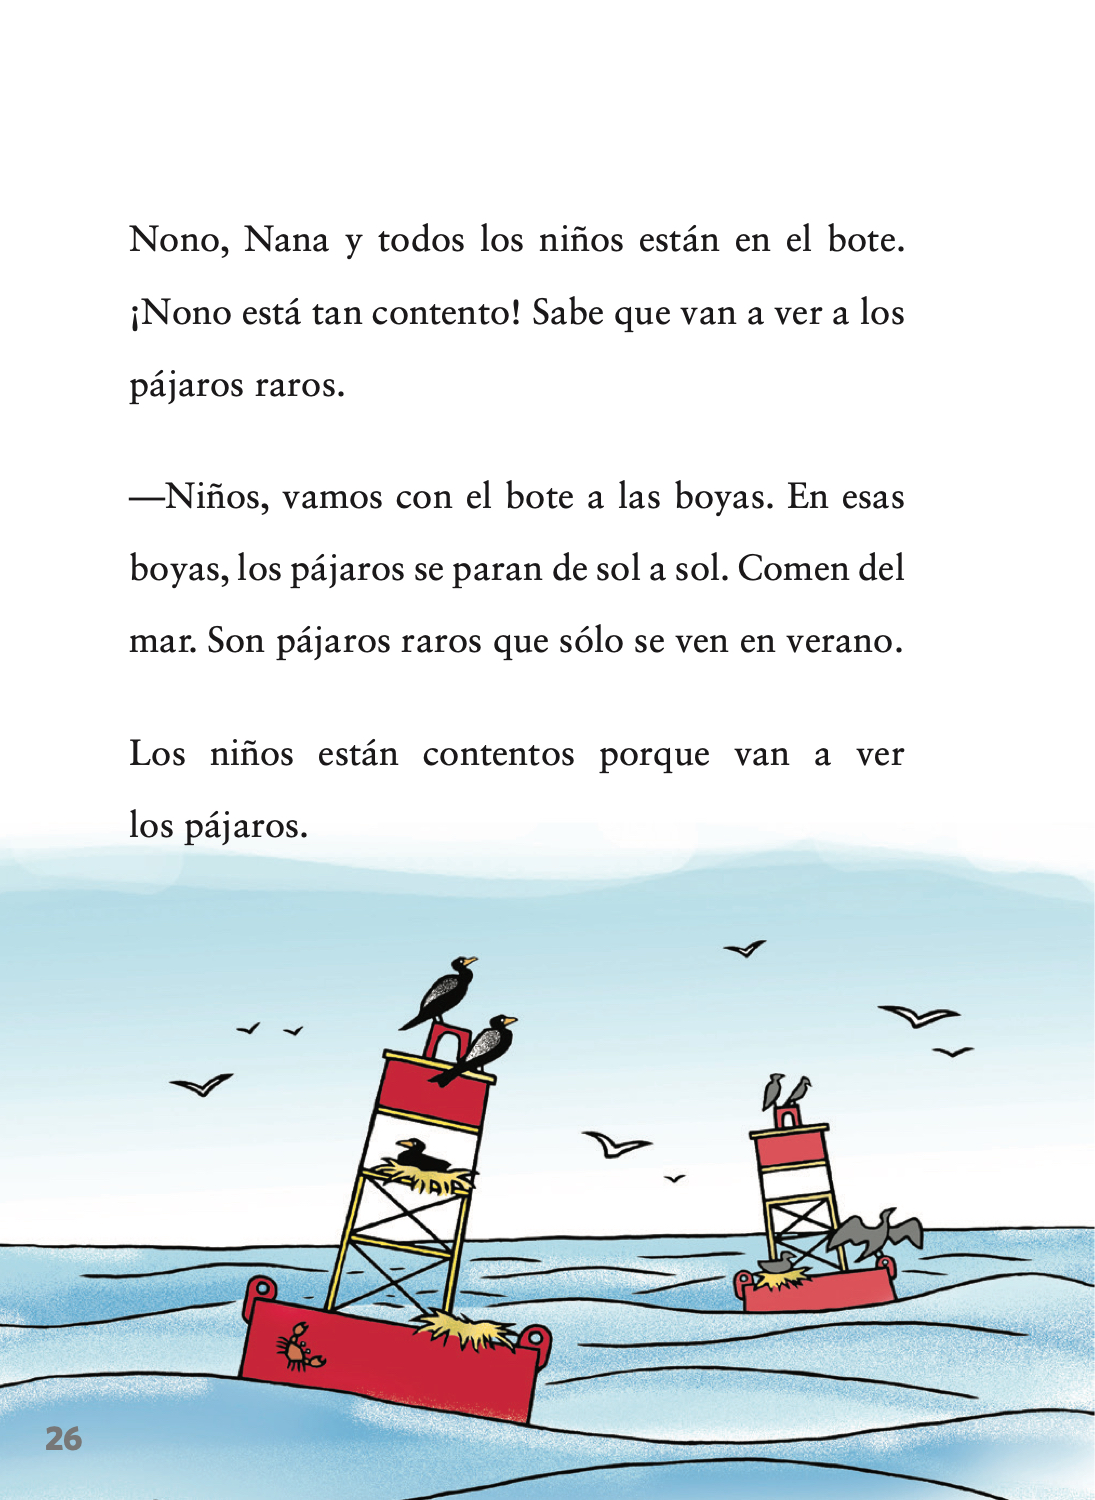 Nono, Nana y todos los niños están en el bote.
¡Nono está tan contento! Sabe que van a ver a los
pájaros raros.
—Niños, vamos con el bote a las boyas. En esas
boyas, los pájaros se paran de sol a sol. Comen del
mar. Son pájaros raros que sólo se ven en verano.
Los niños están contentos porque van a ver
los pájaros.
26